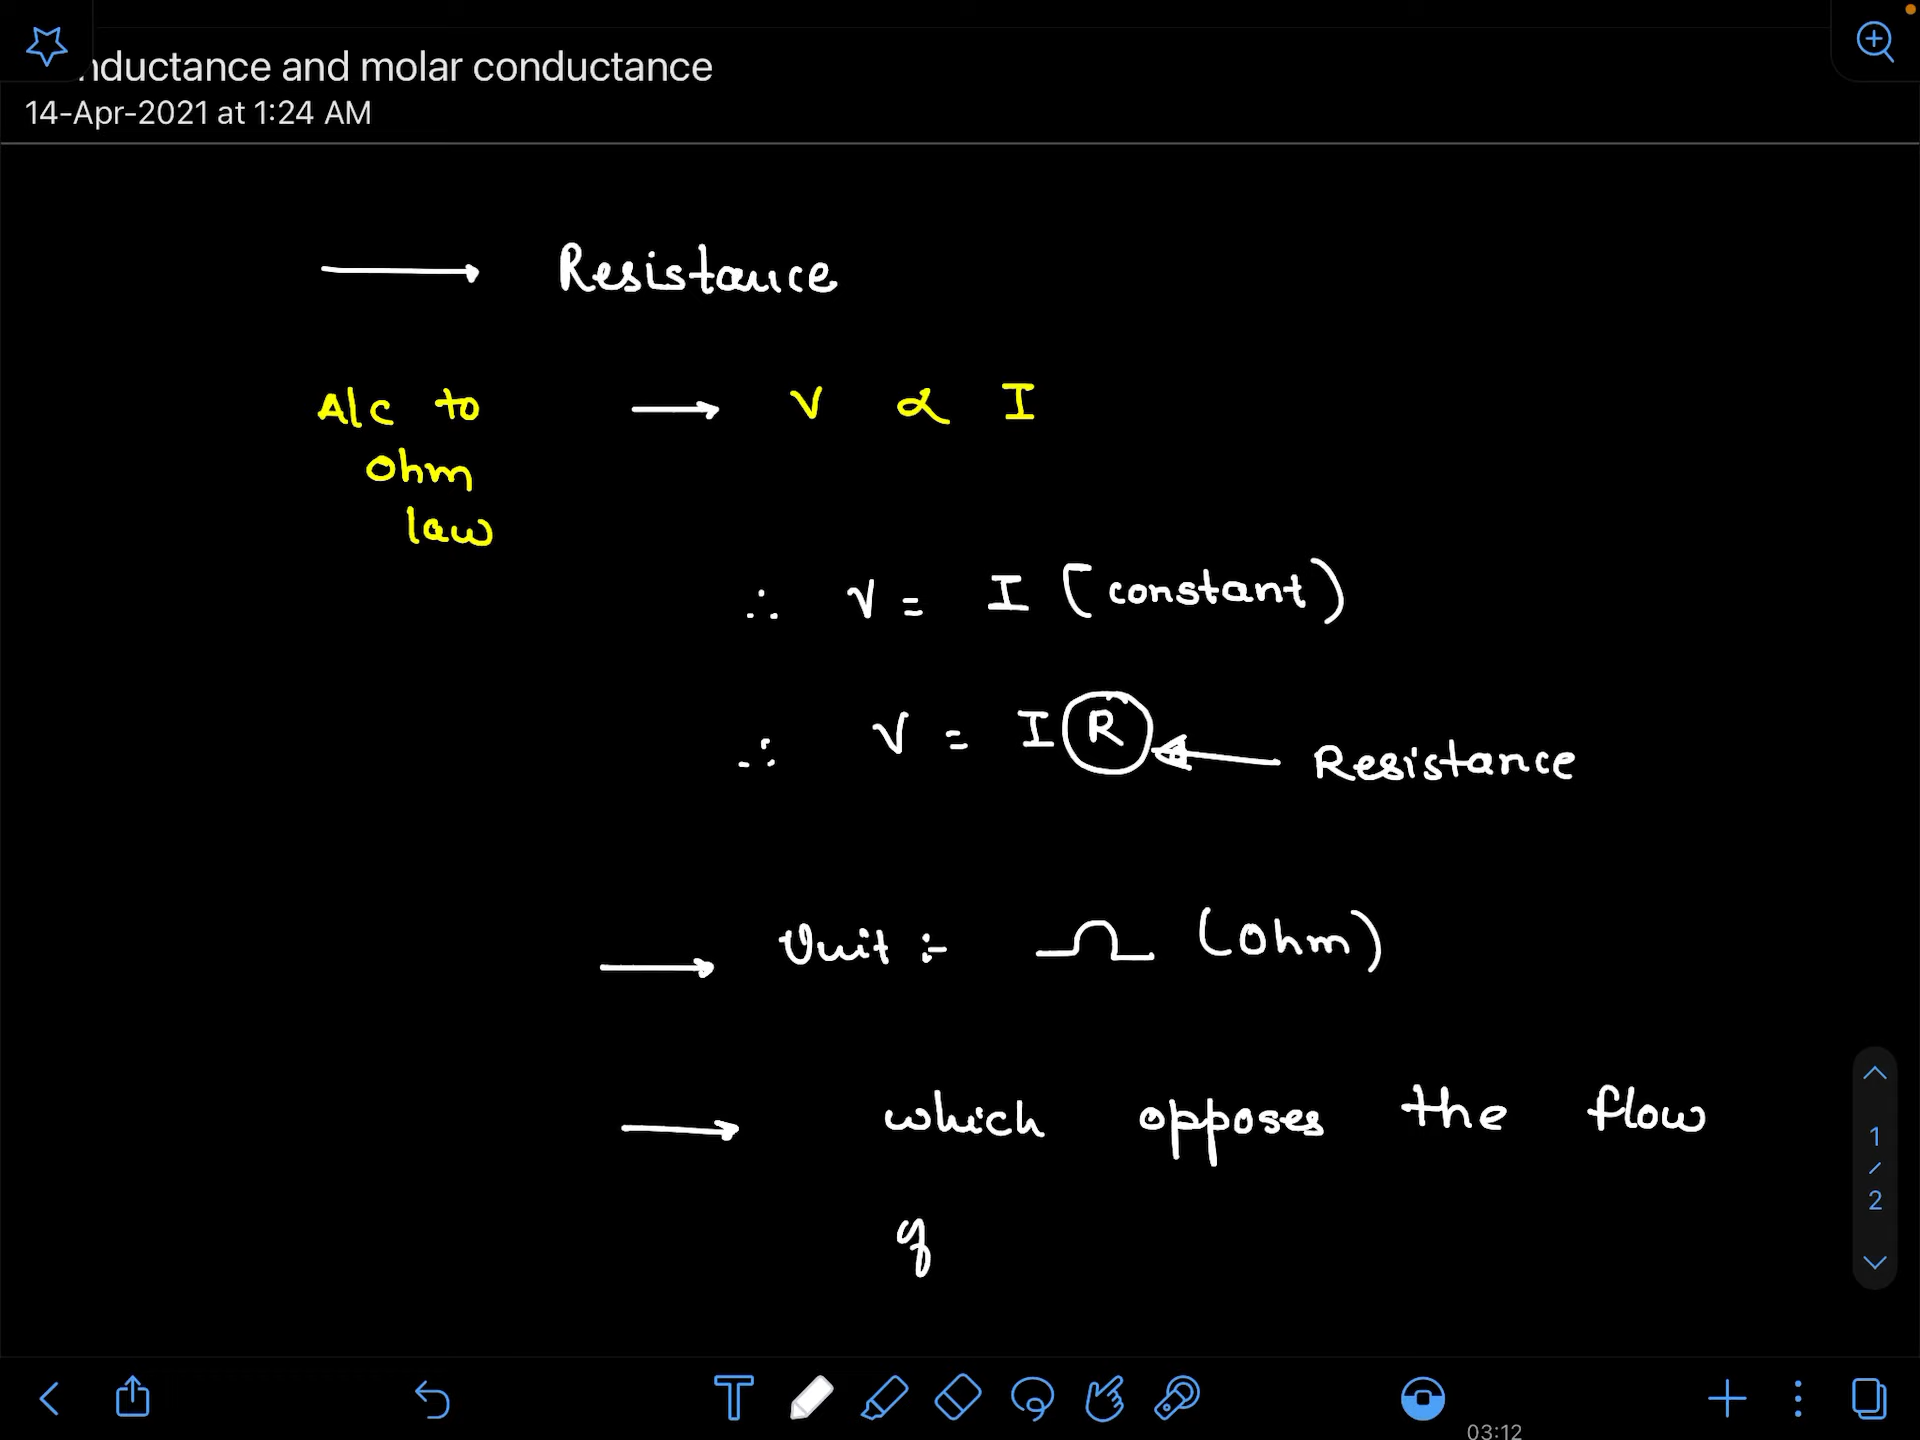 nductance and molar conductance
14-Apr-2021 at 1:24 AM
→ Resistance
A/c to → V ∝ I
Ohm
law
∴ V = I (constant)
∴ V = I R ← Resistance
→ Unit :- Ω (Ohm)
→ which opposes the flow
of
1
/
2
T
03:12